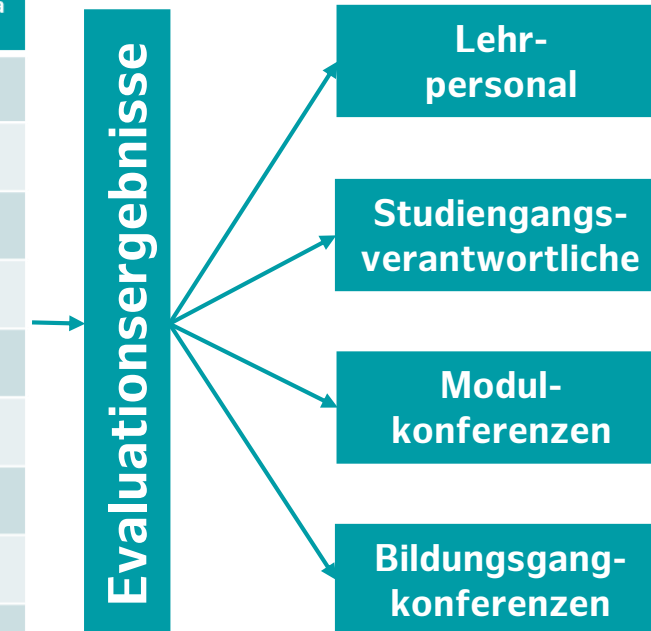 a
Evaluationsergebnisse
Lehr-
personal
Studiengangs-
verantwortliche
Modul-
konferenzen
Bildungsgang-
konferenzen